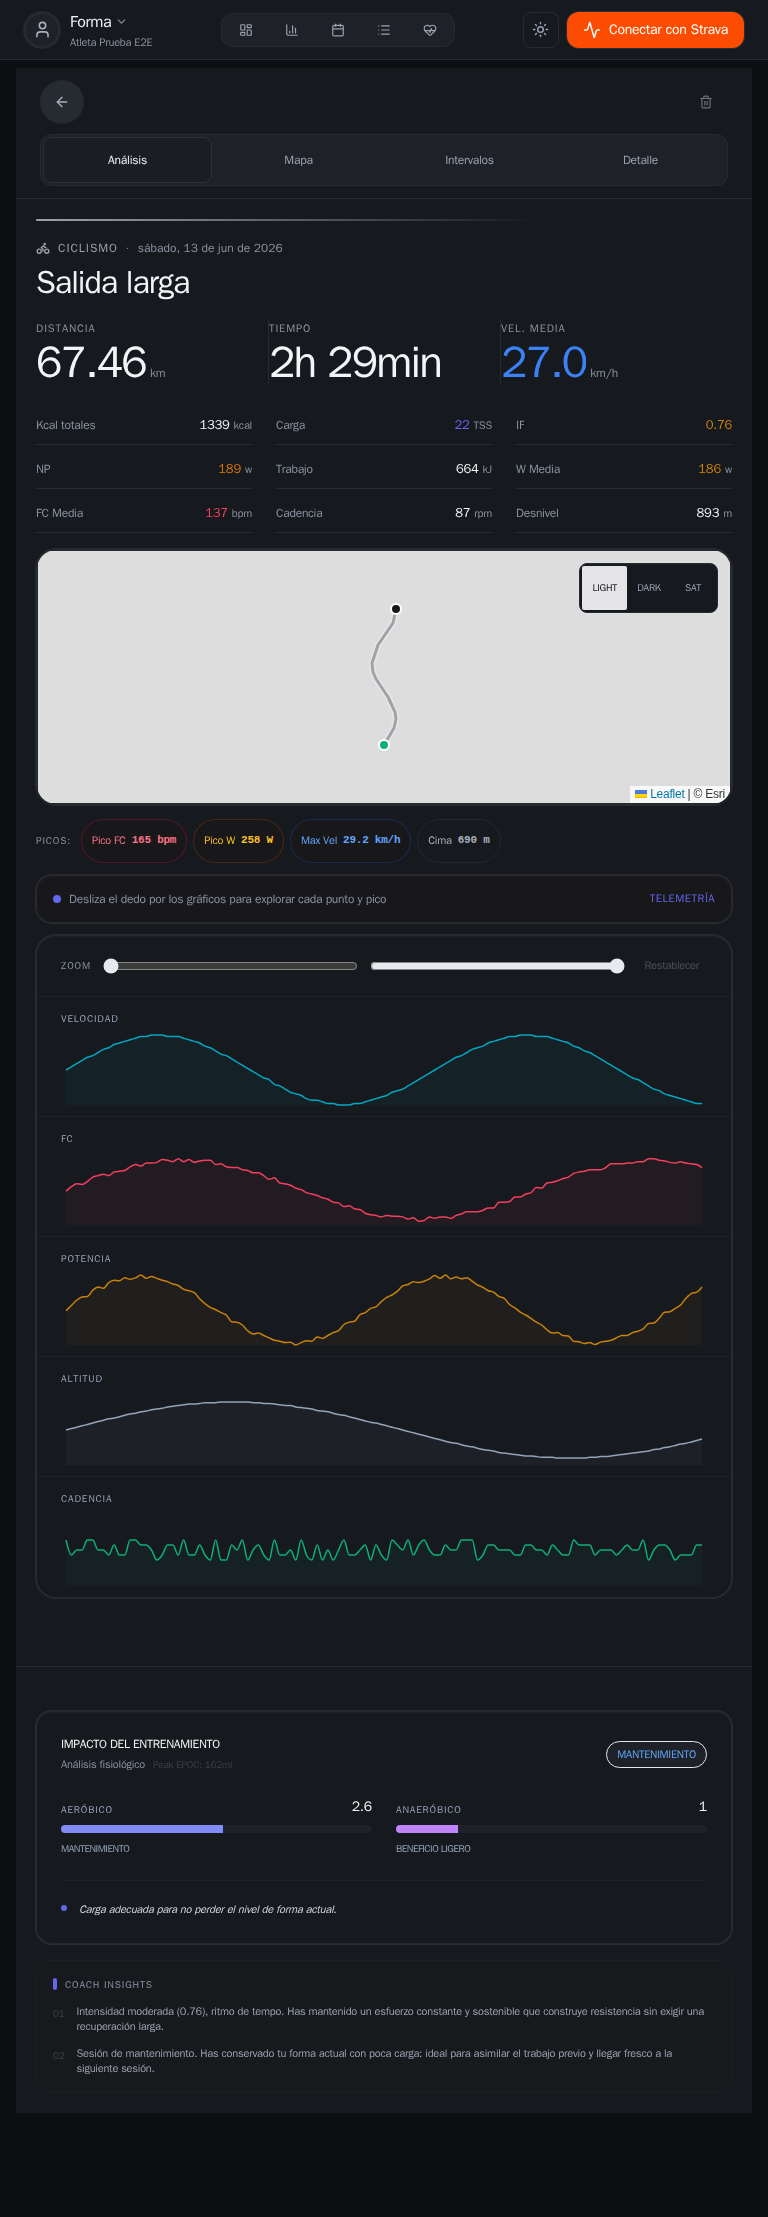 Forma
Atleta Prueba E2E
Conectar con Strava
Análisis
Mapa
Intervalos
Detalle
CICLISMO · sábado, 13 de jun de 2026
Salida larga
DISTANCIA
67.46 km
TIEMPO
2h 29min
VEL. MEDIA
27.0 km/h
Kcal totales 1339 kcal
Carga 22 TSS
IF 0.76
NP 189 w
Trabajo 664 kJ
W Media 186 w
FC Media 137 bpm
Cadencia 87 rpm
Desnivel 893 m
LIGHT DARK SAT
Leaflet | © Esri
PICOS: Pico FC 165 bpm Pico W 258 W Max Vel 29.2 km/h Cima 690 m
Desliza el dedo por los gráficos para explorar cada punto y pico TELEMETRÍA
ZOOM Restablecer
VELOCIDAD
FC
POTENCIA
ALTITUD
CADENCIA
IMPACTO DEL ENTRENAMIENTO
Análisis fisiológico Peak EPOC: 162ml
MANTENIMIENTO
AERÓBICO 2.6
MANTENIMIENTO
ANAERÓBICO 1
BENEFICIO LIGERO
Carga adecuada para no perder el nivel de forma actual.
COACH INSIGHTS
01 Intensidad moderada (0.76), ritmo de tempo. Has mantenido un esfuerzo constante y sostenible que construye resistencia sin exigir una
recuperación larga.
02 Sesión de mantenimiento. Has conservado tu forma actual con poca carga: ideal para asimilar el trabajo previo y llegar fresco a la
siguiente sesión.